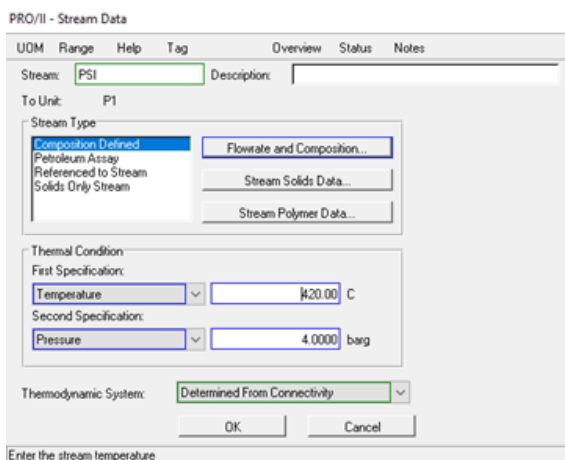 PRO/II - Stream Data
UOM Range Help Tag Overview Status Notes
Stream: PSI Description:
To Unit: P1
Stream Type
Composition Defined
Petroleum Assay
Referenced to Stream
Solids Only Stream
Flowrate and Composition...
Stream Solids Data...
Stream Polymer Data...
Thermal Condition
First Specification:
Temperature 420.00 C
Second Specification:
Pressure 4.0000 barg
Thermodynamic System: Determined From Connectivity
OK Cancel
Enter the stream temperature